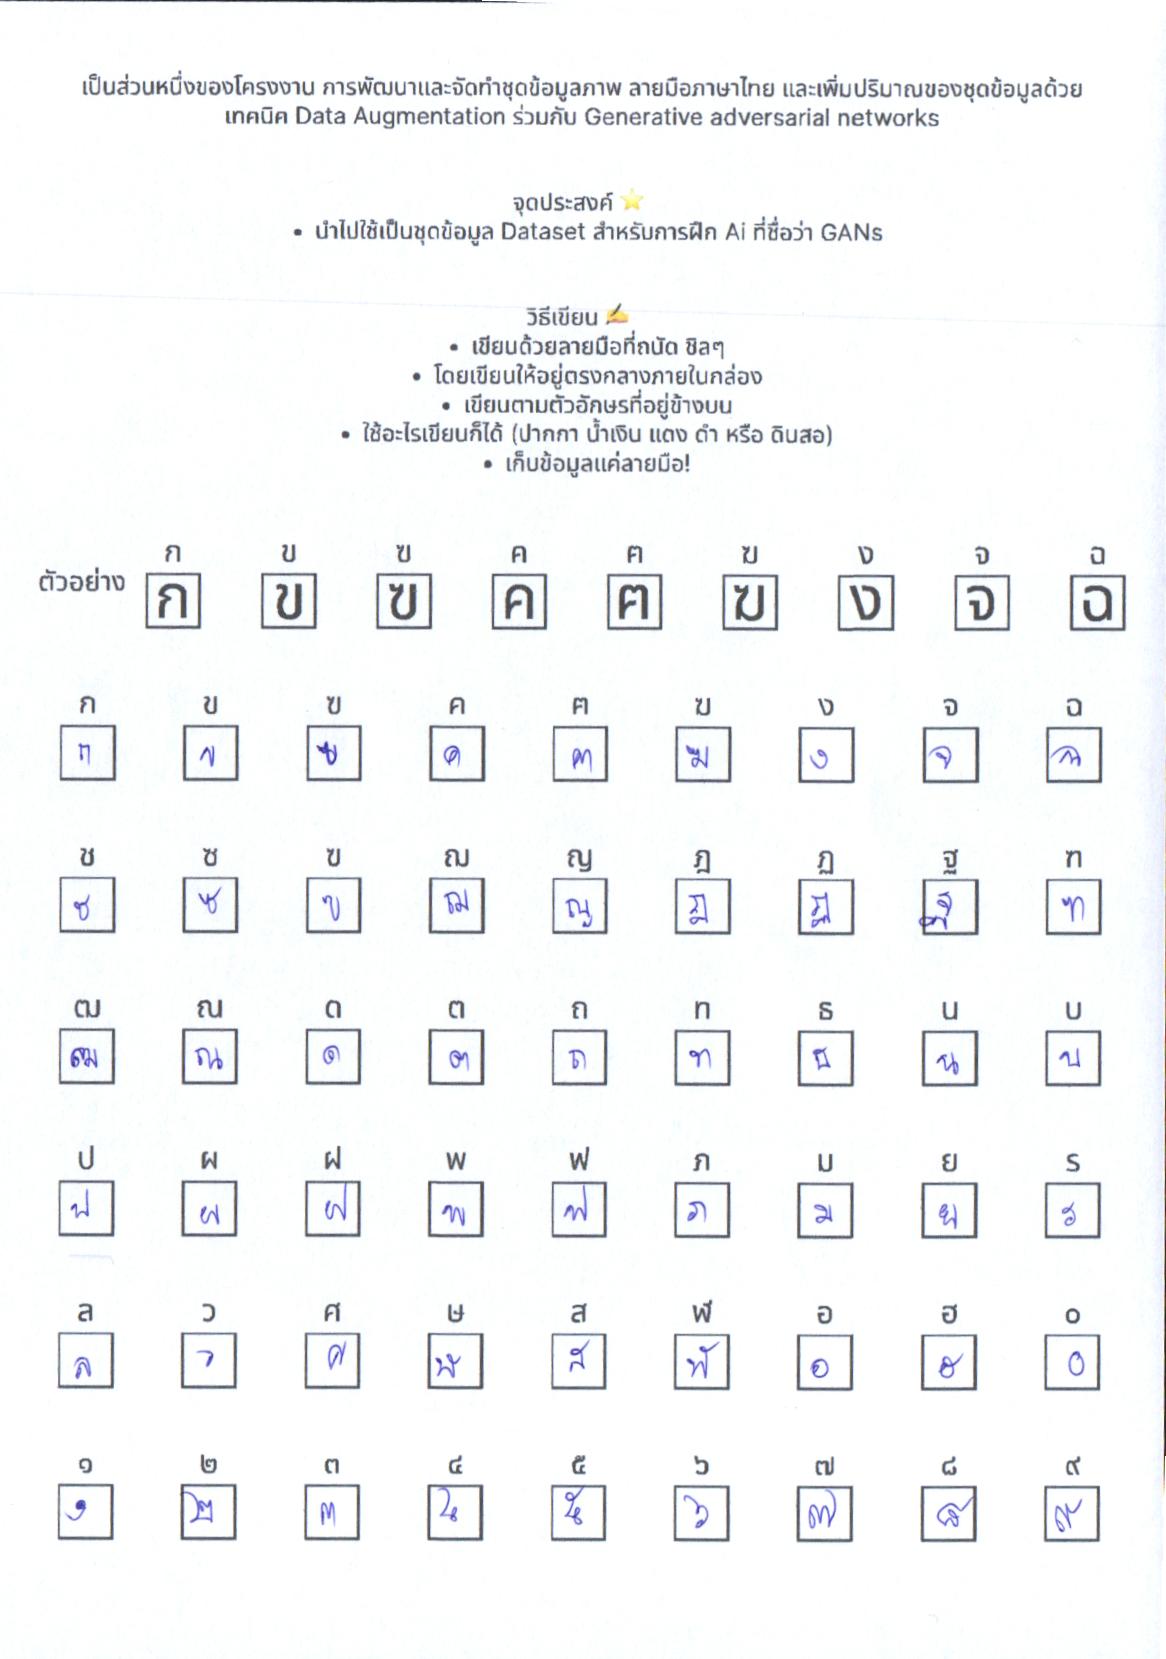 เป็นส่วนหนึ่งของโครงงาน การพัฒนาและจัดทำชุดข้อมูลภาพ ลายมือภาษาไทย และเพิ่มปริมาณของชุดข้อมูลด้วย
เทคนิค Data Augmentation ร่วมกับ Generative adversarial networks
จุดประสงค์ ⭐
• นำไปใช้เป็นชุดข้อมูล Dataset สำหรับการฝึก Ai ที่ชื่อว่า GANs
วิธีเขียน ✍️
• เขียนด้วยลายมือที่ถนัด ชิลๆ
• โดยเขียนให้อยู่ตรงกลางภายในกล่อง
• เขียนตามตัวอักษรที่อยู่ข้างบน
• ใช้อะไรเขียนก็ได้ (ปากกา น้ำเงิน แดง ดำ หรือ ดินสอ)
• เก็บข้อมูลแค่ลายมือ!
ก ข ฃ ค ฅ ฆ ง จ ฉ
ตัวอย่าง ก ข ฃ ค ฅ ฆ ง จ ฉ
ก ข ฃ ค ฅ ฆ ง จ ฉ
ก ข ฃ ค ฅ ฆ ง จ ฉ
ช ซ ฃ ฌ ญ ฎ ฏ ฐ ฑ
ช ซ ฃ ฌ ญ ฎ ฏ ฐ ฑ
ฒ ณ ด ต ถ ท ธ น บ
ฒ ณ ด ต ถ ท ธ น บ
ป ผ ฝ พ ฟ ภ ม ย ร
ป ผ ฝ พ ฟ ภ ม ย ร
ล ว ศ ษ ส ฬ อ ฮ ๐
ล ว ศ ษ ส ฬ อ ฮ ๐
๑ ๒ ๓ ๔ ๕ ๖ ๗ ๘ ๙
๑ ๒ ๓ ๔ ๕ ๖ ๗ ๘ ๙